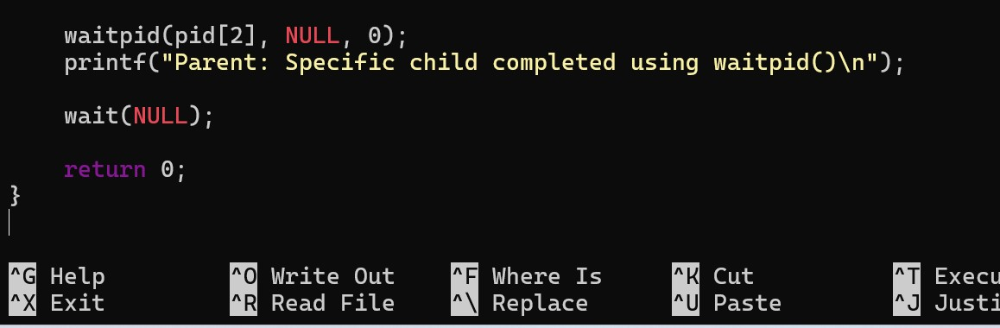 waitpid(pid[2], NULL, 0);
printf("Parent: Specific child completed using waitpid()\n");
wait(NULL);
return 0;
}
^G Help ^O Write Out ^F Where Is ^K Cut ^T Execu
^X Exit ^R Read File ^\ Replace ^U Paste ^J Justi